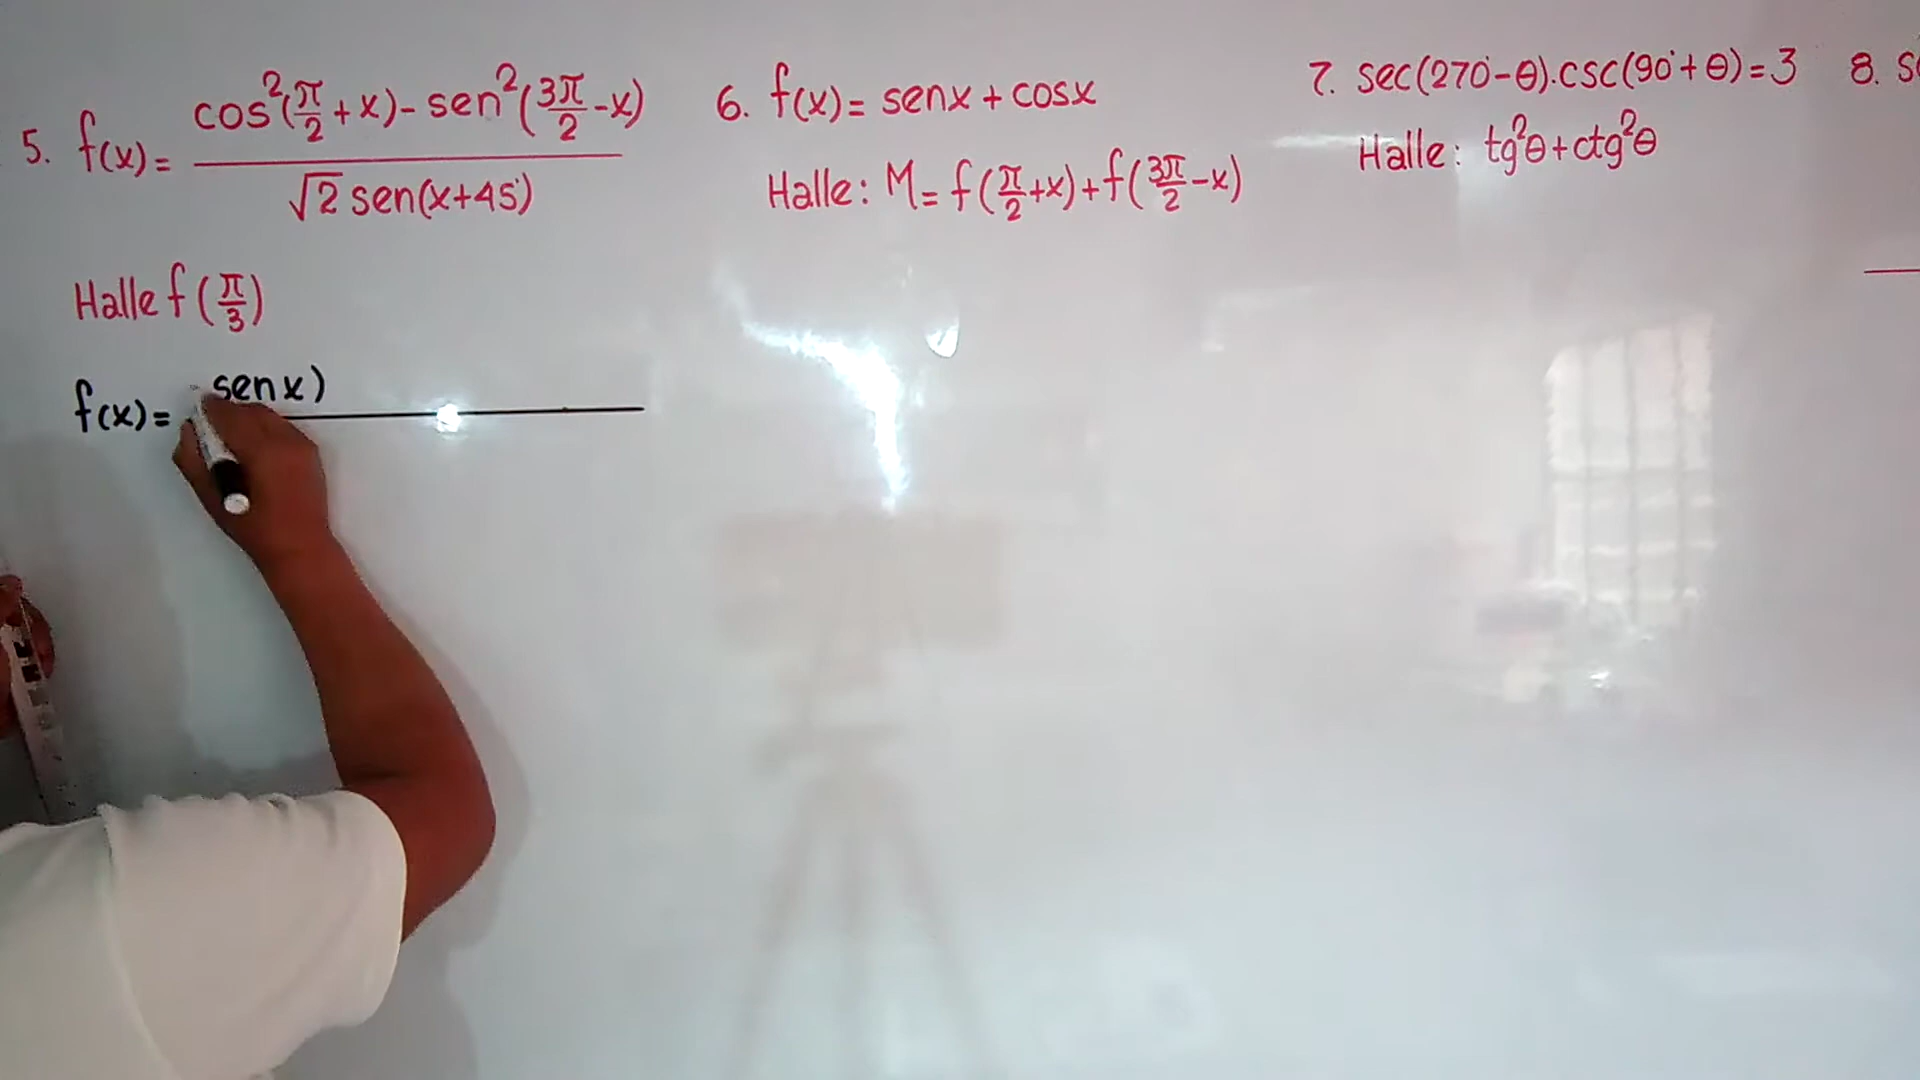 5. f(x)= cos²(π/2+x)-sen²(3π/2-x) / √2 sen(x+45°)
Halle f(π/3)
f(x)= senx)
6. f(x)= senx+cosx
Halle: M= f(π/2+x)+f(3π/2-x)
7. sec(270°-θ).csc(90°+θ)=3
Halle: tg²θ+ctg²θ
8.